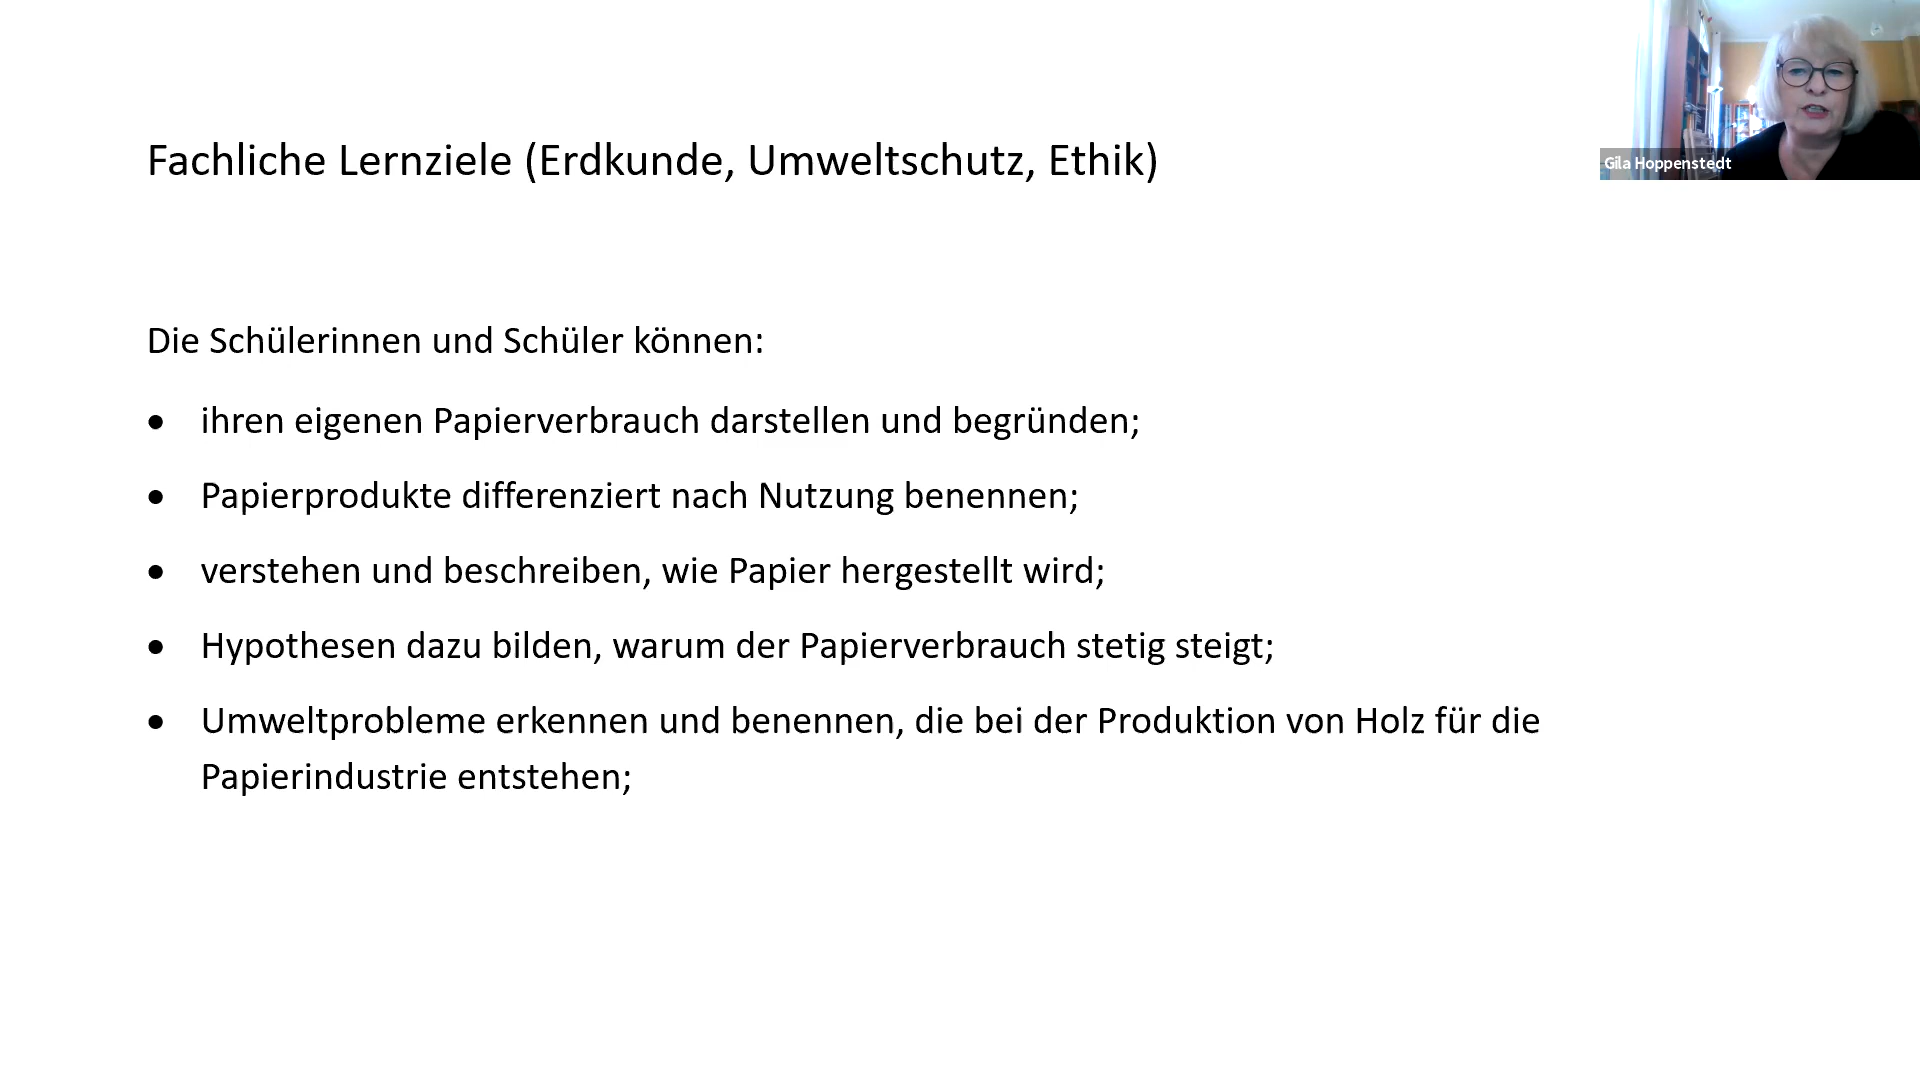 Fachliche Lernziele (Erdkunde, Umweltschutz, Ethik)
Gila Hoppenstedt
Die Schülerinnen und Schüler können:
• ihren eigenen Papierverbrauch darstellen und begründen;
• Papierprodukte differenziert nach Nutzung benennen;
• verstehen und beschreiben, wie Papier hergestellt wird;
• Hypothesen dazu bilden, warum der Papierverbrauch stetig steigt;
• Umweltprobleme erkennen und benennen, die bei der Produktion von Holz für die
Papierindustrie entstehen;